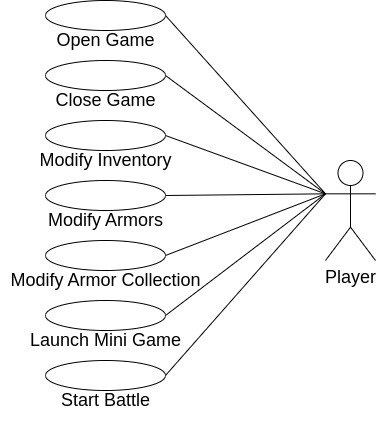 Open Game
Close Game
Modify Inventory
Modify Armors
Modify Armor Collection
Player
Launch Mini Game
Start Battle